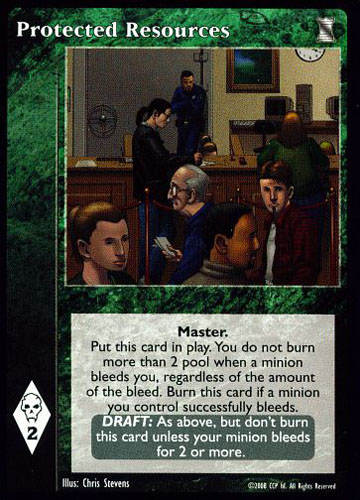 Protected Resources
Master.
Put this card in play. You do not burn
more than 2 pool when a minion
bleeds you, regardless of the amount
of the bleed. Burn this card if a minion
you control successfully bleeds.
DRAFT: As above, but don't burn
this card unless your minion bleeds
for 2 or more.
2
Illus: Chris Stevens
©2008 CCP hf. All Rights Reserved